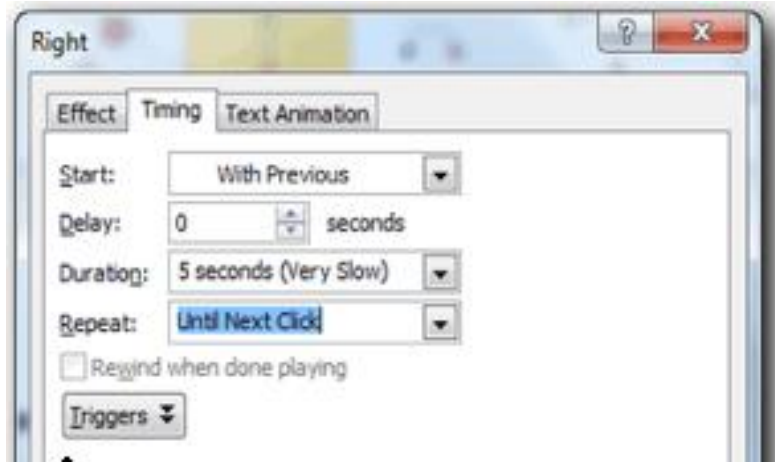 Right
Effect Timing Text Animation
Start: With Previous
Delay: 0 seconds
Duration: 5 seconds (Very Slow)
Repeat: Until Next Click
Rewind when done playing
Triggers